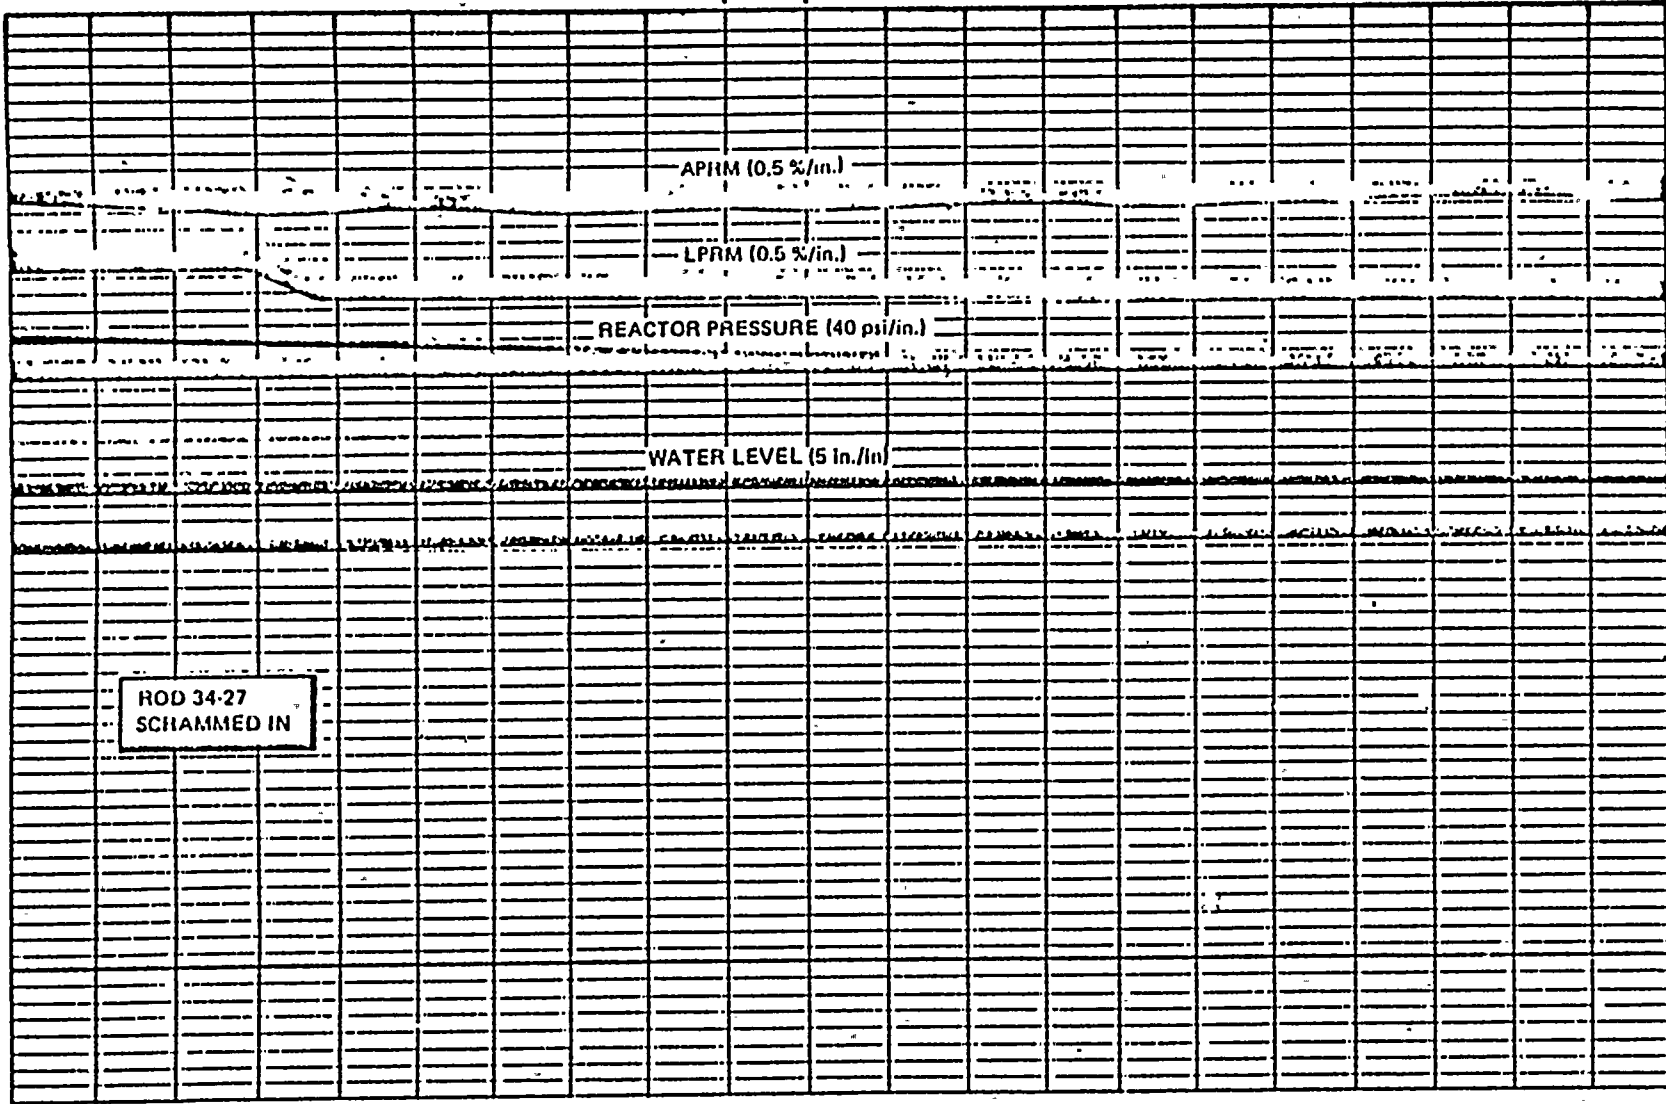 APRM (0.5 %/in.)
LPRM (0.5 %/in.)
REACTOR PRESSURE (40 psi/in.)
WATER LEVEL (5 in./in)
ROD 34-27
SCRAMMED IN